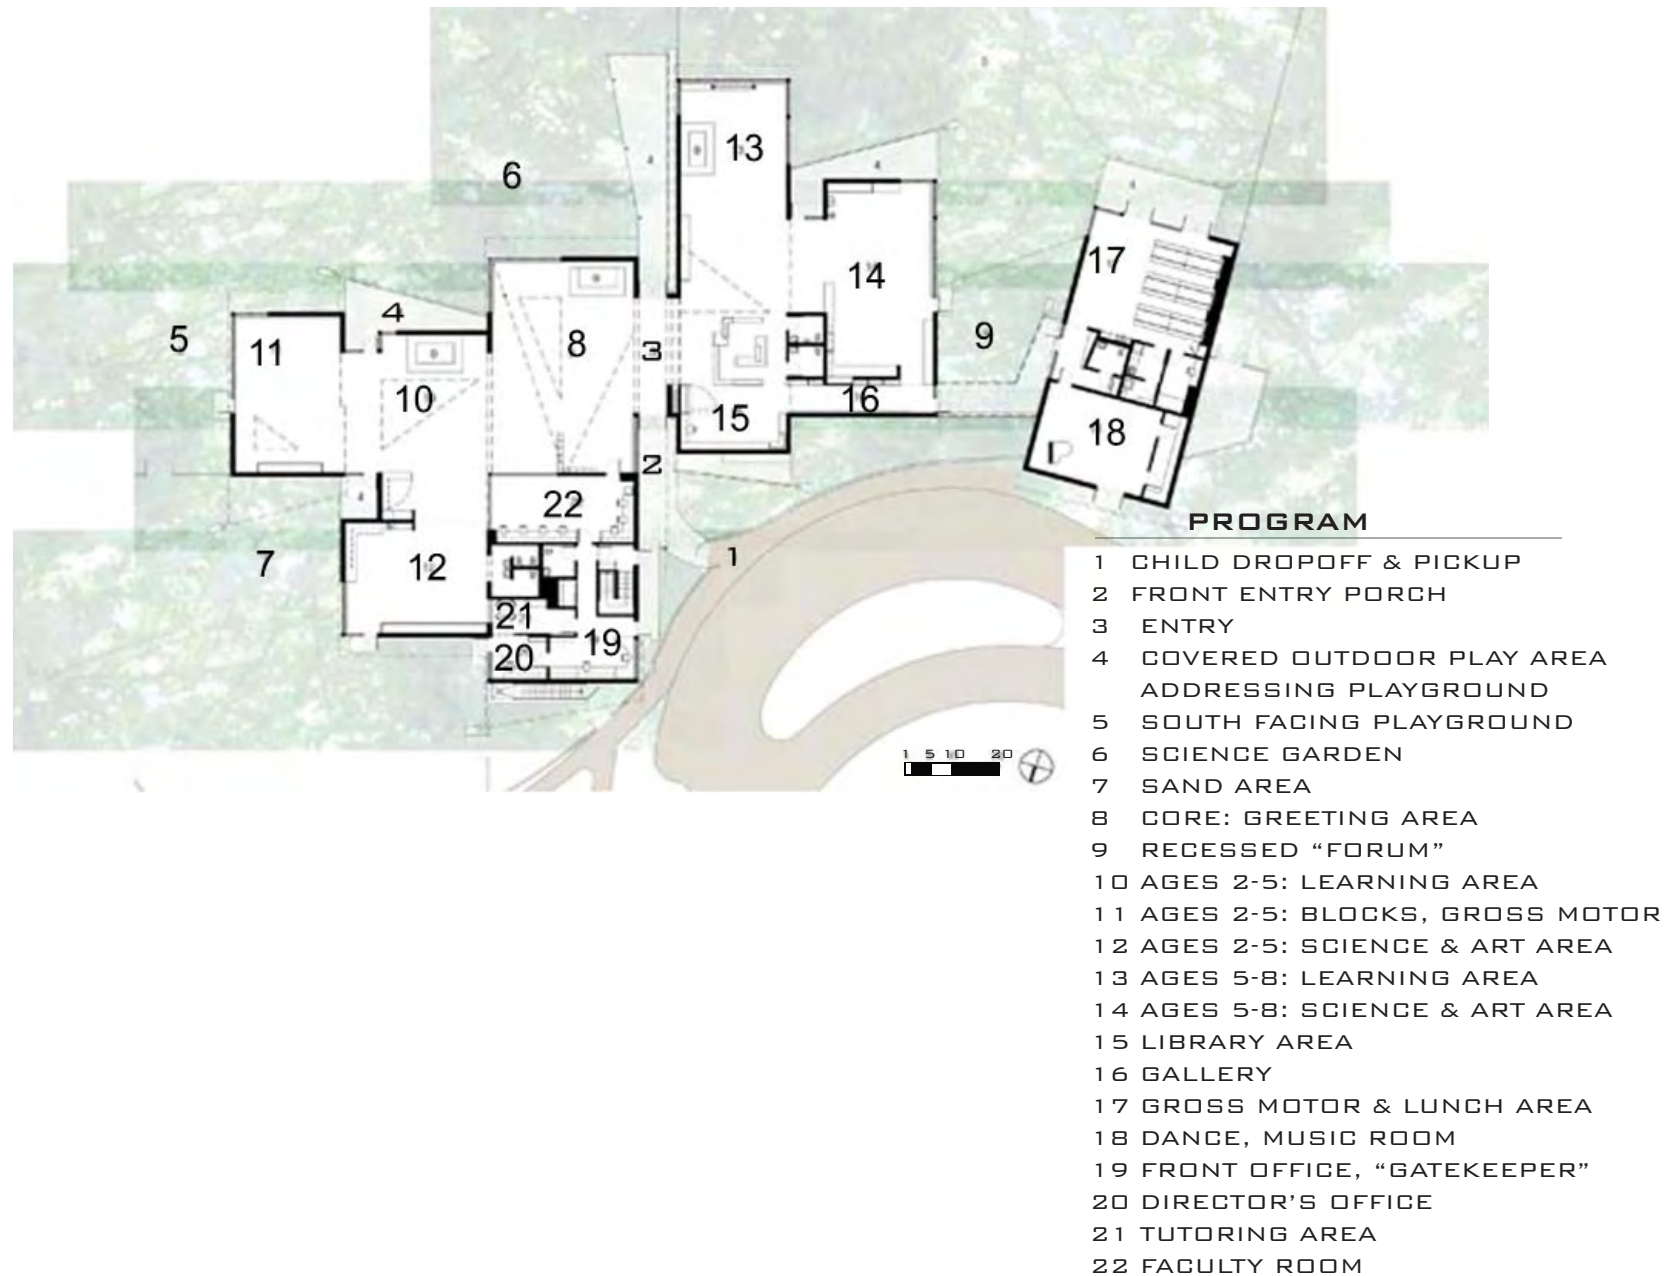 5
13
4
6
4
4
17
14
4
5
11
8
3
9
10
16
15
18
2
4
22
1
7
12
21
19
20
1 5 10 20
PROGRAM
1 CHILD DROPOFF & PICKUP
2 FRONT ENTRY PORCH
3 ENTRY
4 COVERED OUTDOOR PLAY AREA
ADDRESSING PLAYGROUND
5 SOUTH FACING PLAYGROUND
6 SCIENCE GARDEN
7 SAND AREA
8 CORE: GREETING AREA
9 RECESSED “FORUM”
10 AGES 2-5: LEARNING AREA
11 AGES 2-5: BLOCKS, GROSS MOTOR
12 AGES 2-5: SCIENCE & ART AREA
13 AGES 5-8: LEARNING AREA
14 AGES 5-8: SCIENCE & ART AREA
15 LIBRARY AREA
16 GALLERY
17 GROSS MOTOR & LUNCH AREA
18 DANCE, MUSIC ROOM
19 FRONT OFFICE, “GATEKEEPER”
20 DIRECTOR’S OFFICE
21 TUTORING AREA
22 FACULTY ROOM